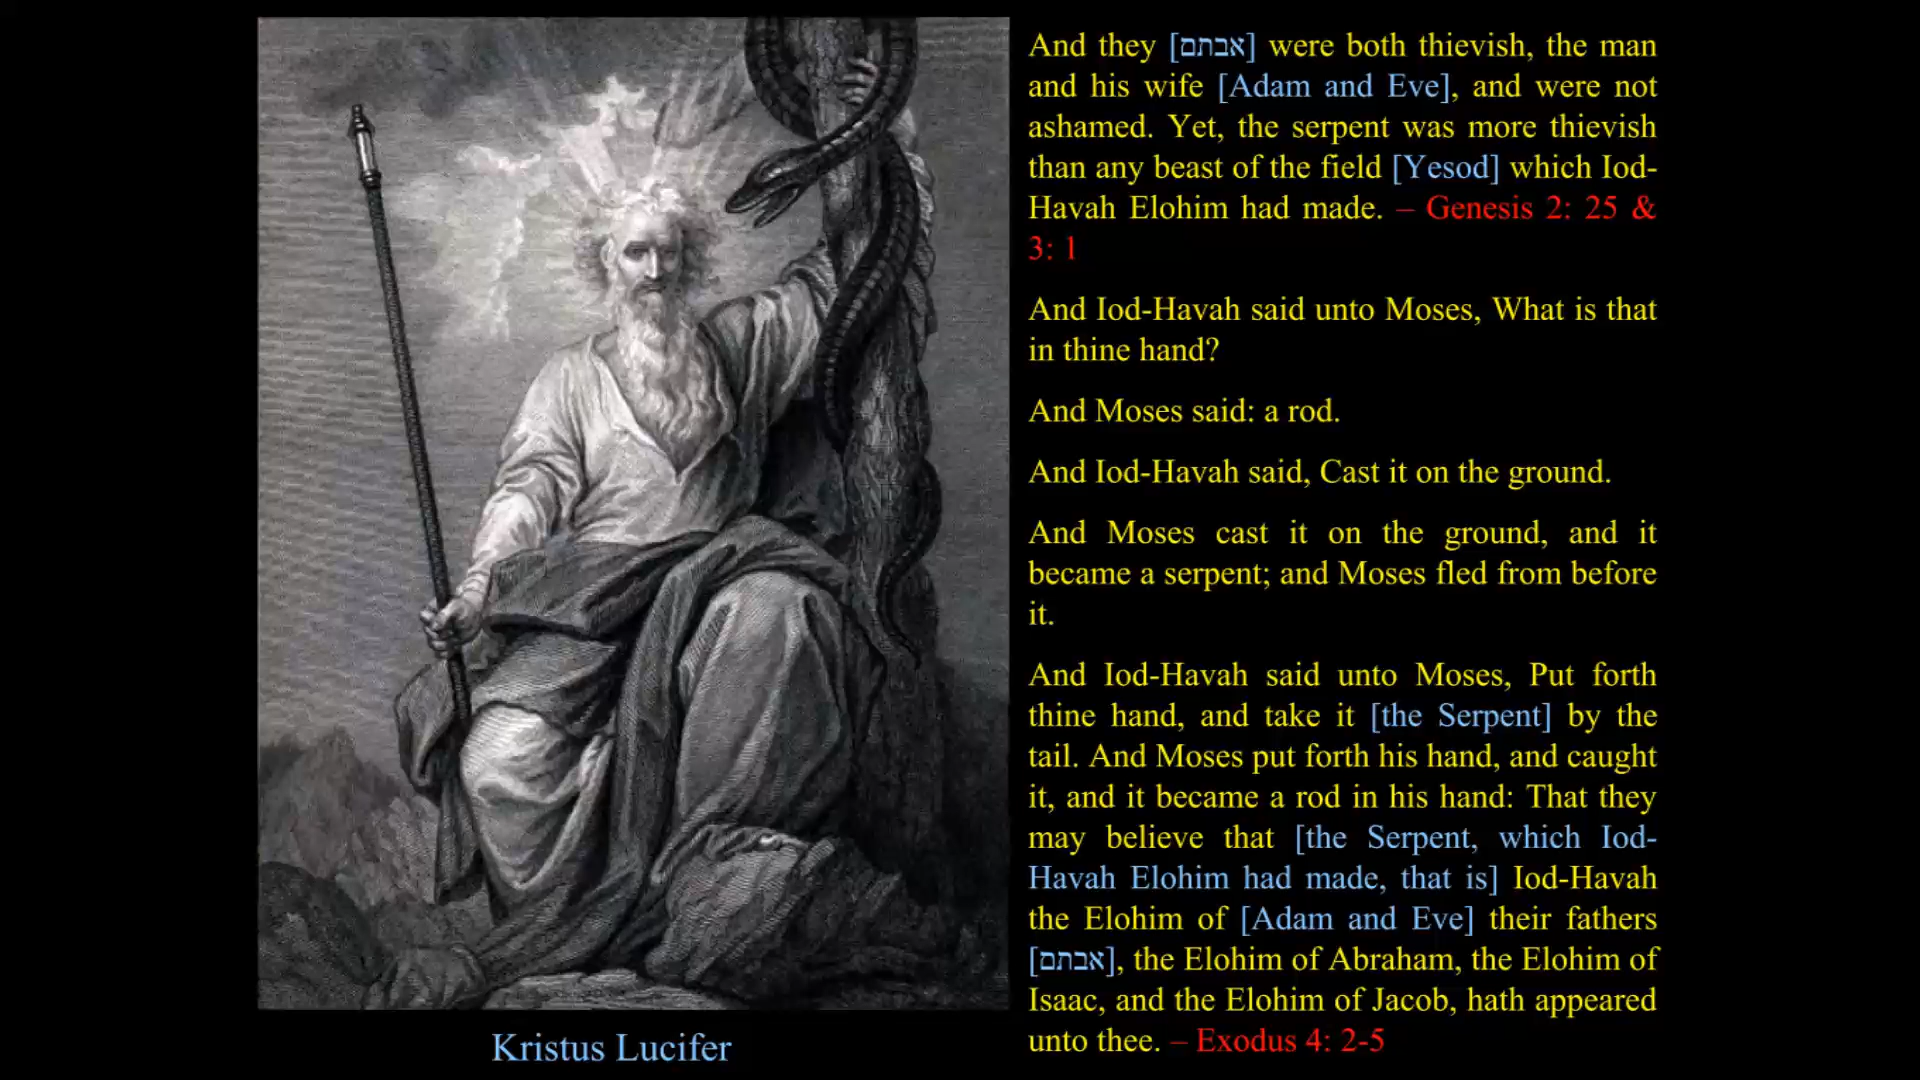 And they [אבתם] were both thievish, the man
and his wife [Adam and Eve], and were not
ashamed. Yet, the serpent was more thievish
than any beast of the field [Yesod] which Iod-
Havah Elohim had made. – Genesis 2: 25 &
3: 1
And Iod-Havah said unto Moses, What is that
in thine hand?
And Moses said: a rod.
And Iod-Havah said, Cast it on the ground.
And Moses cast it on the ground, and it
became a serpent; and Moses fled from before
it.
And Iod-Havah said unto Moses, Put forth
thine hand, and take it [the Serpent] by the
tail. And Moses put forth his hand, and caught
it, and it became a rod in his hand: That they
may believe that [the Serpent, which Iod-
Havah Elohim had made, that is] Iod-Havah
the Elohim of [Adam and Eve] their fathers
[אבתם], the Elohim of Abraham, the Elohim of
Isaac, and the Elohim of Jacob, hath appeared
unto thee. – Exodus 4: 2-5
Kristus Lucifer